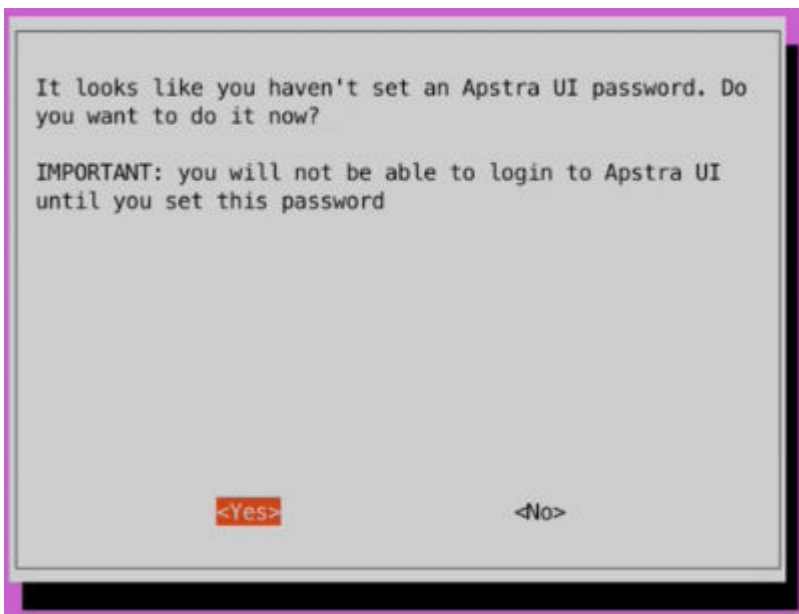 It looks like you haven't set an Apstra UI password. Do
you want to do it now?
IMPORTANT: you will not be able to login to Apstra UI
until you set this password
<Yes> <No>